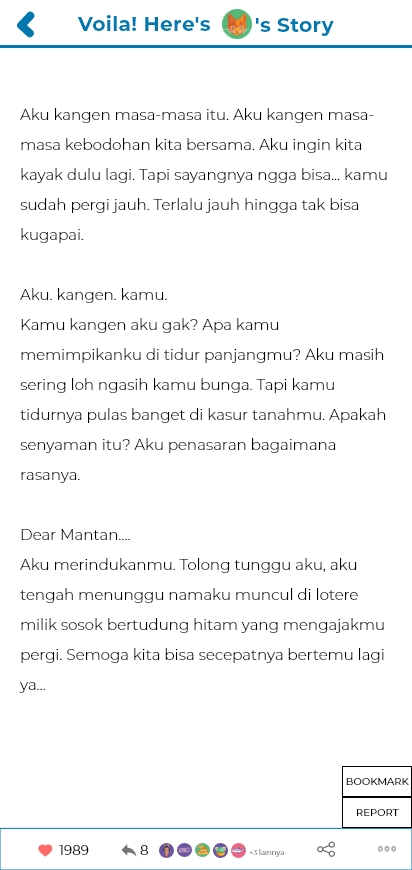 Voila! Here's 's Story
Aku kangen masa-masa itu. Aku kangen masa-
masa kebodohan kita bersama. Aku ingin kita
kayak dulu lagi. Tapi sayangnya ngga bisa... kamu
sudah pergi jauh. Terlalu jauh hingga tak bisa
kugapai.
Aku. kangen. kamu.
Kamu kangen aku gak? Apa kamu
memimpikanku di tidur panjangmu? Aku masih
sering loh ngasih kamu bunga. Tapi kamu
tidurnya pulas banget di kasur tanahmu. Apakah
senyaman itu? Aku penasaran bagaimana
rasanya.
Dear Mantan....
Aku merindukanmu. Tolong tunggu aku, aku
tengah menunggu namaku muncul di lotere
milik sosok bertudung hitam yang mengajakmu
pergi. Semoga kita bisa secepatnya bertemu lagi
ya...
BOOKMARK
REPORT
1989 8 +3 lainnya